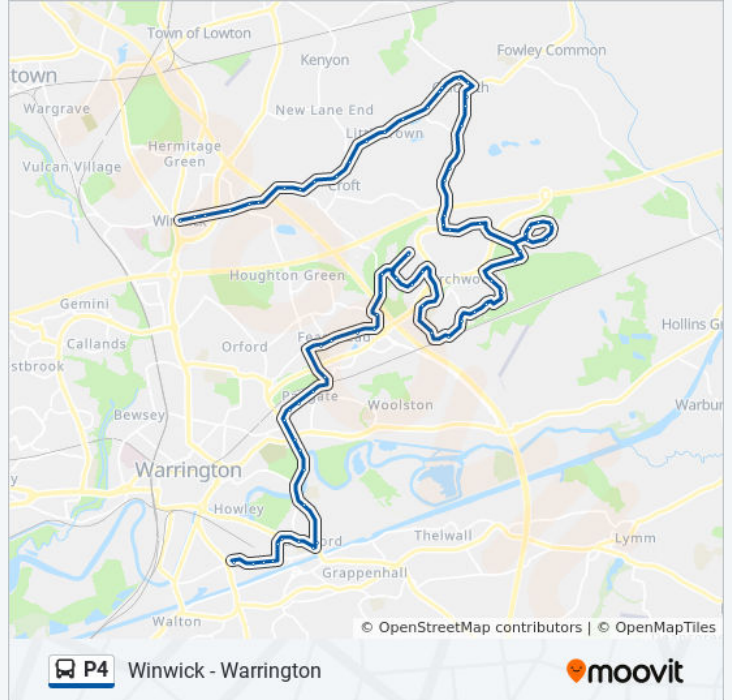 Town of Lowton
Fowley Common
Kenyon
town
Wargrave
New Lane End
Hermitage
Green
Vulcan Village
Croft
Houghton Green
Gemini
Hollins Gr
Callands
Orford
stbrook
Woolston
Warbur
Bewsey
Warrington
y
Howley
Thelwall
Lymm
Grappenhall
Walton
© OpenStreetMap contributors | © OpenMapTiles
P4 Winwick - Warrington
moovit